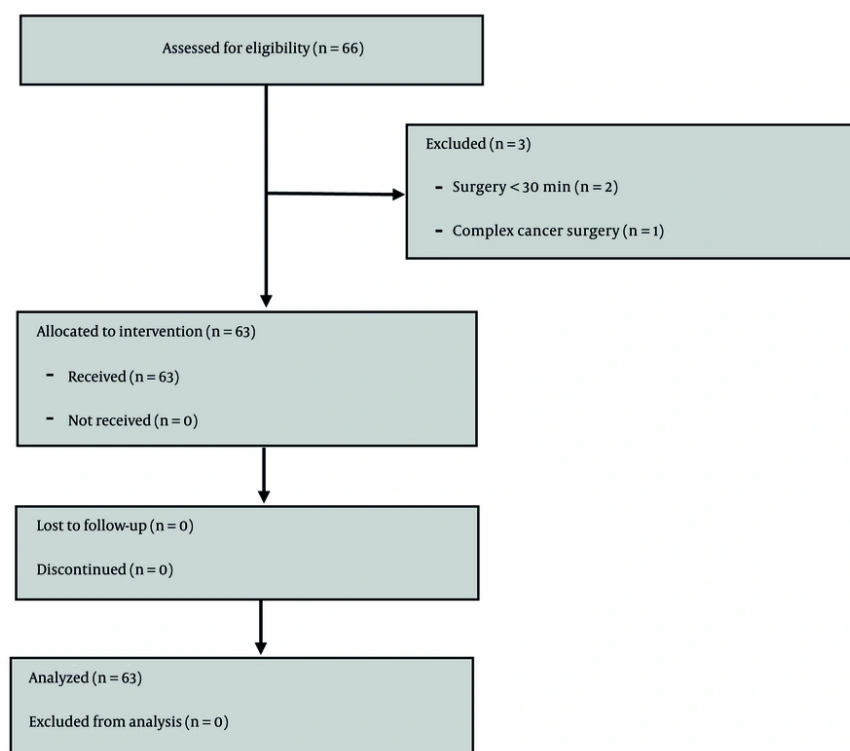 Assessed for eligibility (n = 66)
Excluded (n = 3)
- Surgery < 30 min (n = 2)
- Complex cancer surgery (n = 1)
Allocated to intervention (n = 63)
- Received (n = 63)
- Not received (n = 0)
Lost to follow-up (n = 0)
Discontinued (n = 0)
Analyzed (n = 63)
Excluded from analysis (n = 0)